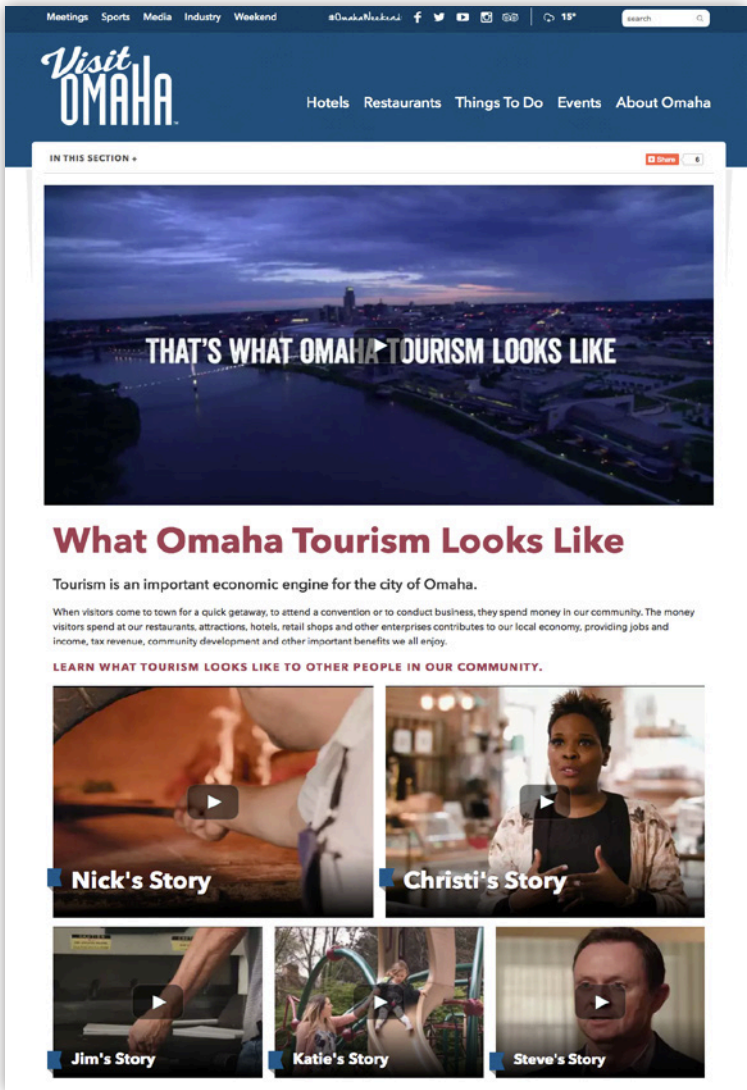 Meetings Sports Media Industry Weekend #OmahaWeekend 15° search
Visit
OMAHA
Hotels Restaurants Things To Do Events About Omaha
IN THIS SECTION +
Share 6
THAT'S WHAT OMAHA TOURISM LOOKS LIKE
What Omaha Tourism Looks Like
Tourism is an important economic engine for the city of Omaha.
When visitors come to town for a quick getaway, to attend a convention or to conduct business, they spend money in our community. The money
visitors spend at our restaurants, attractions, hotels, retail shops and other enterprises contributes to our local economy, providing jobs and
income, tax revenue, community development and other important benefits we all enjoy.
LEARN WHAT TOURISM LOOKS LIKE TO OTHER PEOPLE IN OUR COMMUNITY.
Nick's Story
Christi's Story
Jim's Story
Katie's Story
Steve's Story